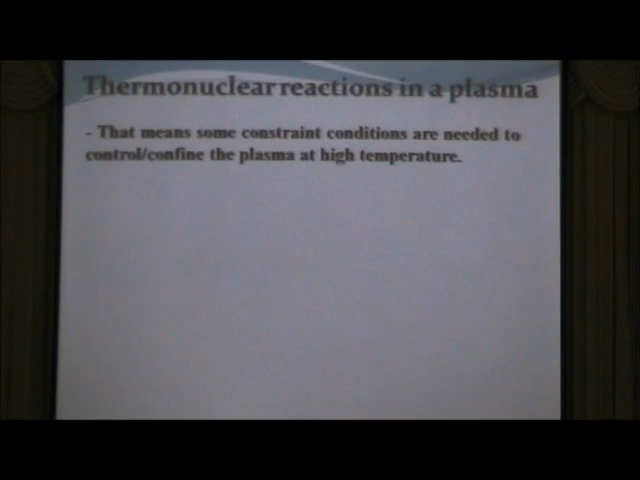 Thermonuclear reactions in a plasma
- That means some constraint conditions are needed to
control/confine the plasma at high temperature.